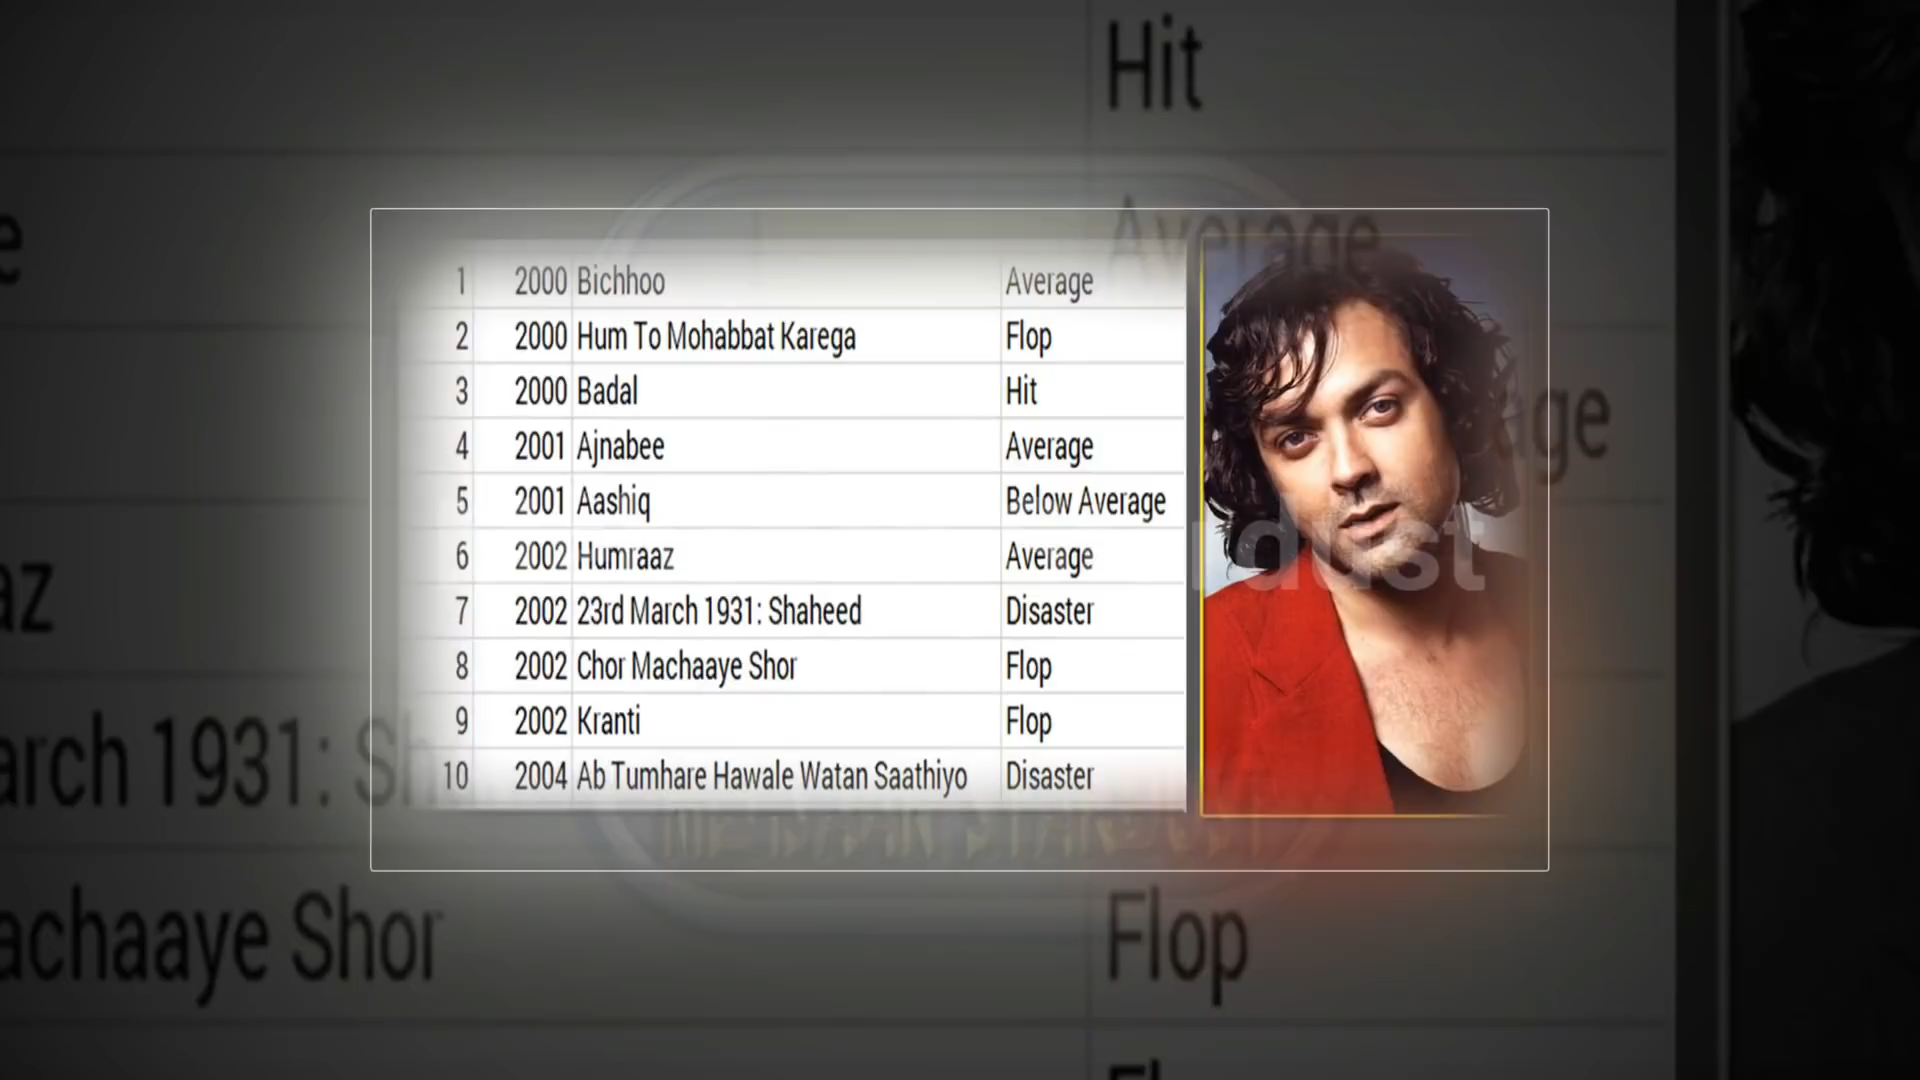 Hit
Average
1 2000 Bichhoo Average
2 2000 Hum To Mohabbat Karega Flop
3 2000 Badal Hit
4 2001 Ajnabee Average
5 2001 Aashiq Below Average
6 2002 Humraaz Average
7 2002 23rd March 1931: Shaheed Disaster
8 2002 Chor Machaaye Shor Flop
9 2002 Kranti Flop
10 2004 Ab Tumhare Hawale Watan Saathiyo Disaster
arch 1931: Sh
achaaye Shor Flop